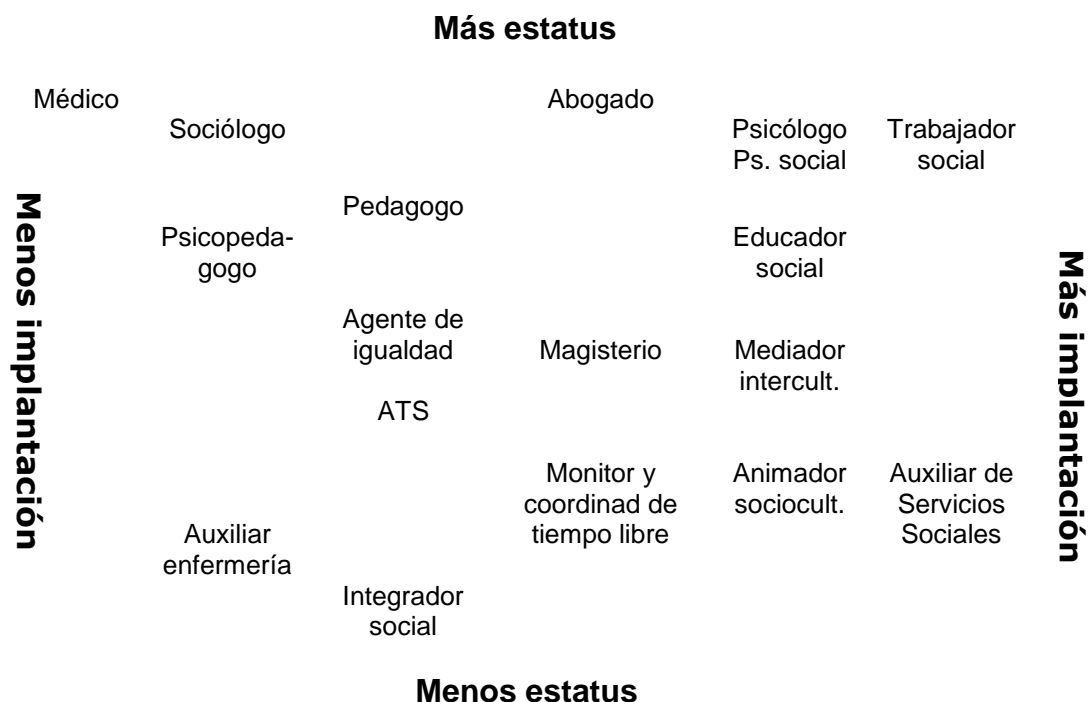 Más estatus
Médico
Abogado
Sociólogo
Psicólogo
Ps. social
Trabajador
social
Menos implantación
Pedagogo
Psicopeda-
gogo
Educador
social
Más implantación
Agente de
igualdad
Magisterio
Mediador
intercult.
ATS
Monitor y
coordinad de
tiempo libre
Animador
sociocult.
Auxiliar de
Servicios
Sociales
Auxiliar
enfermería
Integrador
social
Menos estatus